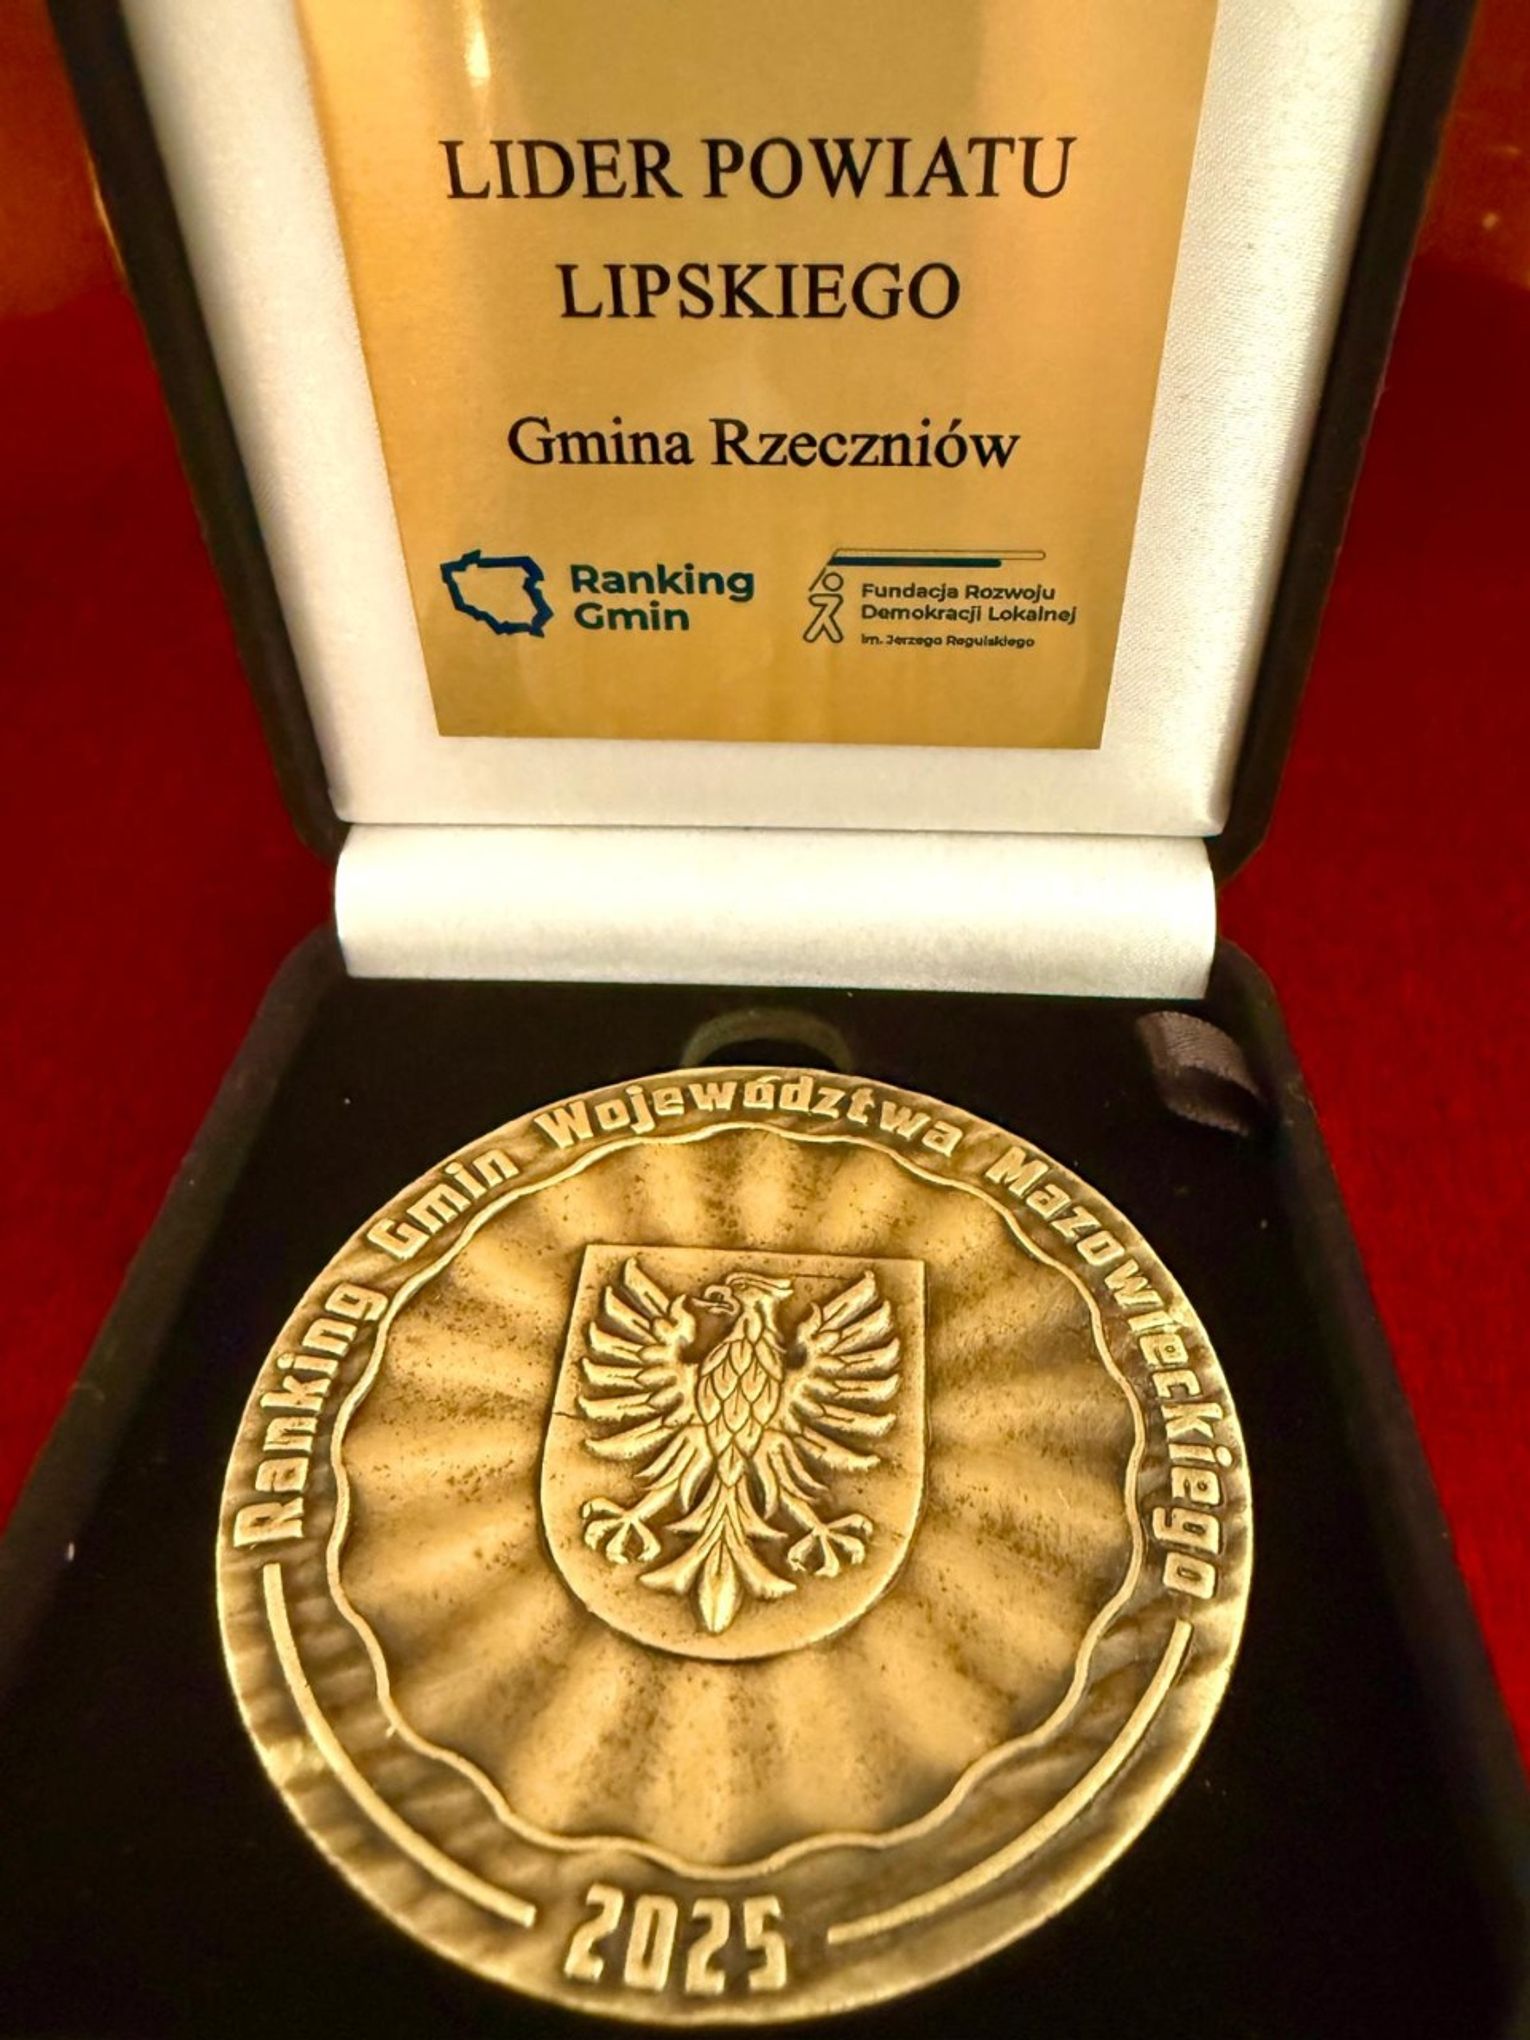 LIDER POWIATU
LIPSKIEGO
Gmina Rzeczniów
Ranking
Gmin
Fundacja Rozwoju
Demokracji Lokalnej
im. Jerzego Regulskiego
Ranking Gmin Województwa Mazowieckiego
2025